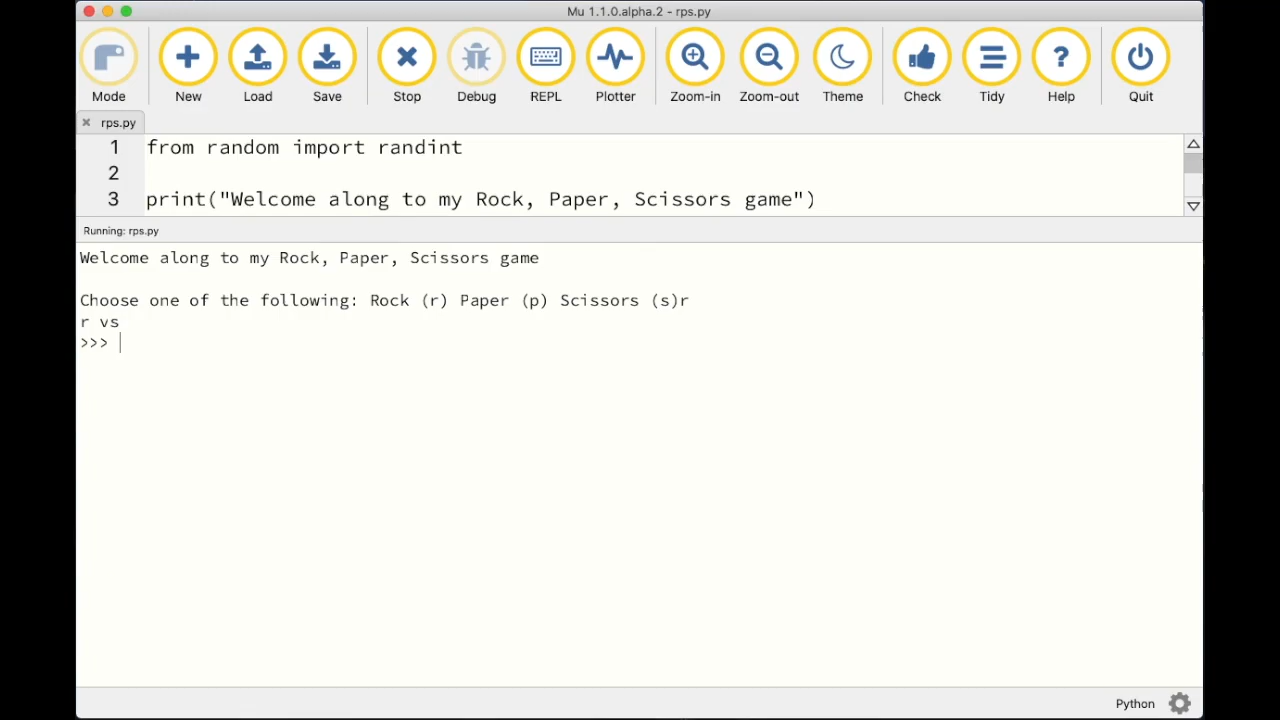 Mu 1.1.0.alpha.2 - rps.py
Mode New Load Save Stop Debug REPL Plotter Zoom-in Zoom-out Theme Check Tidy Help Quit
rps.py
1 from random import randint
2
3 print("Welcome along to my Rock, Paper, Scissors game")
Running: rps.py
Welcome along to my Rock, Paper, Scissors game
Choose one of the following: Rock (r) Paper (p) Scissors (s)r
r vs
>>>
Python